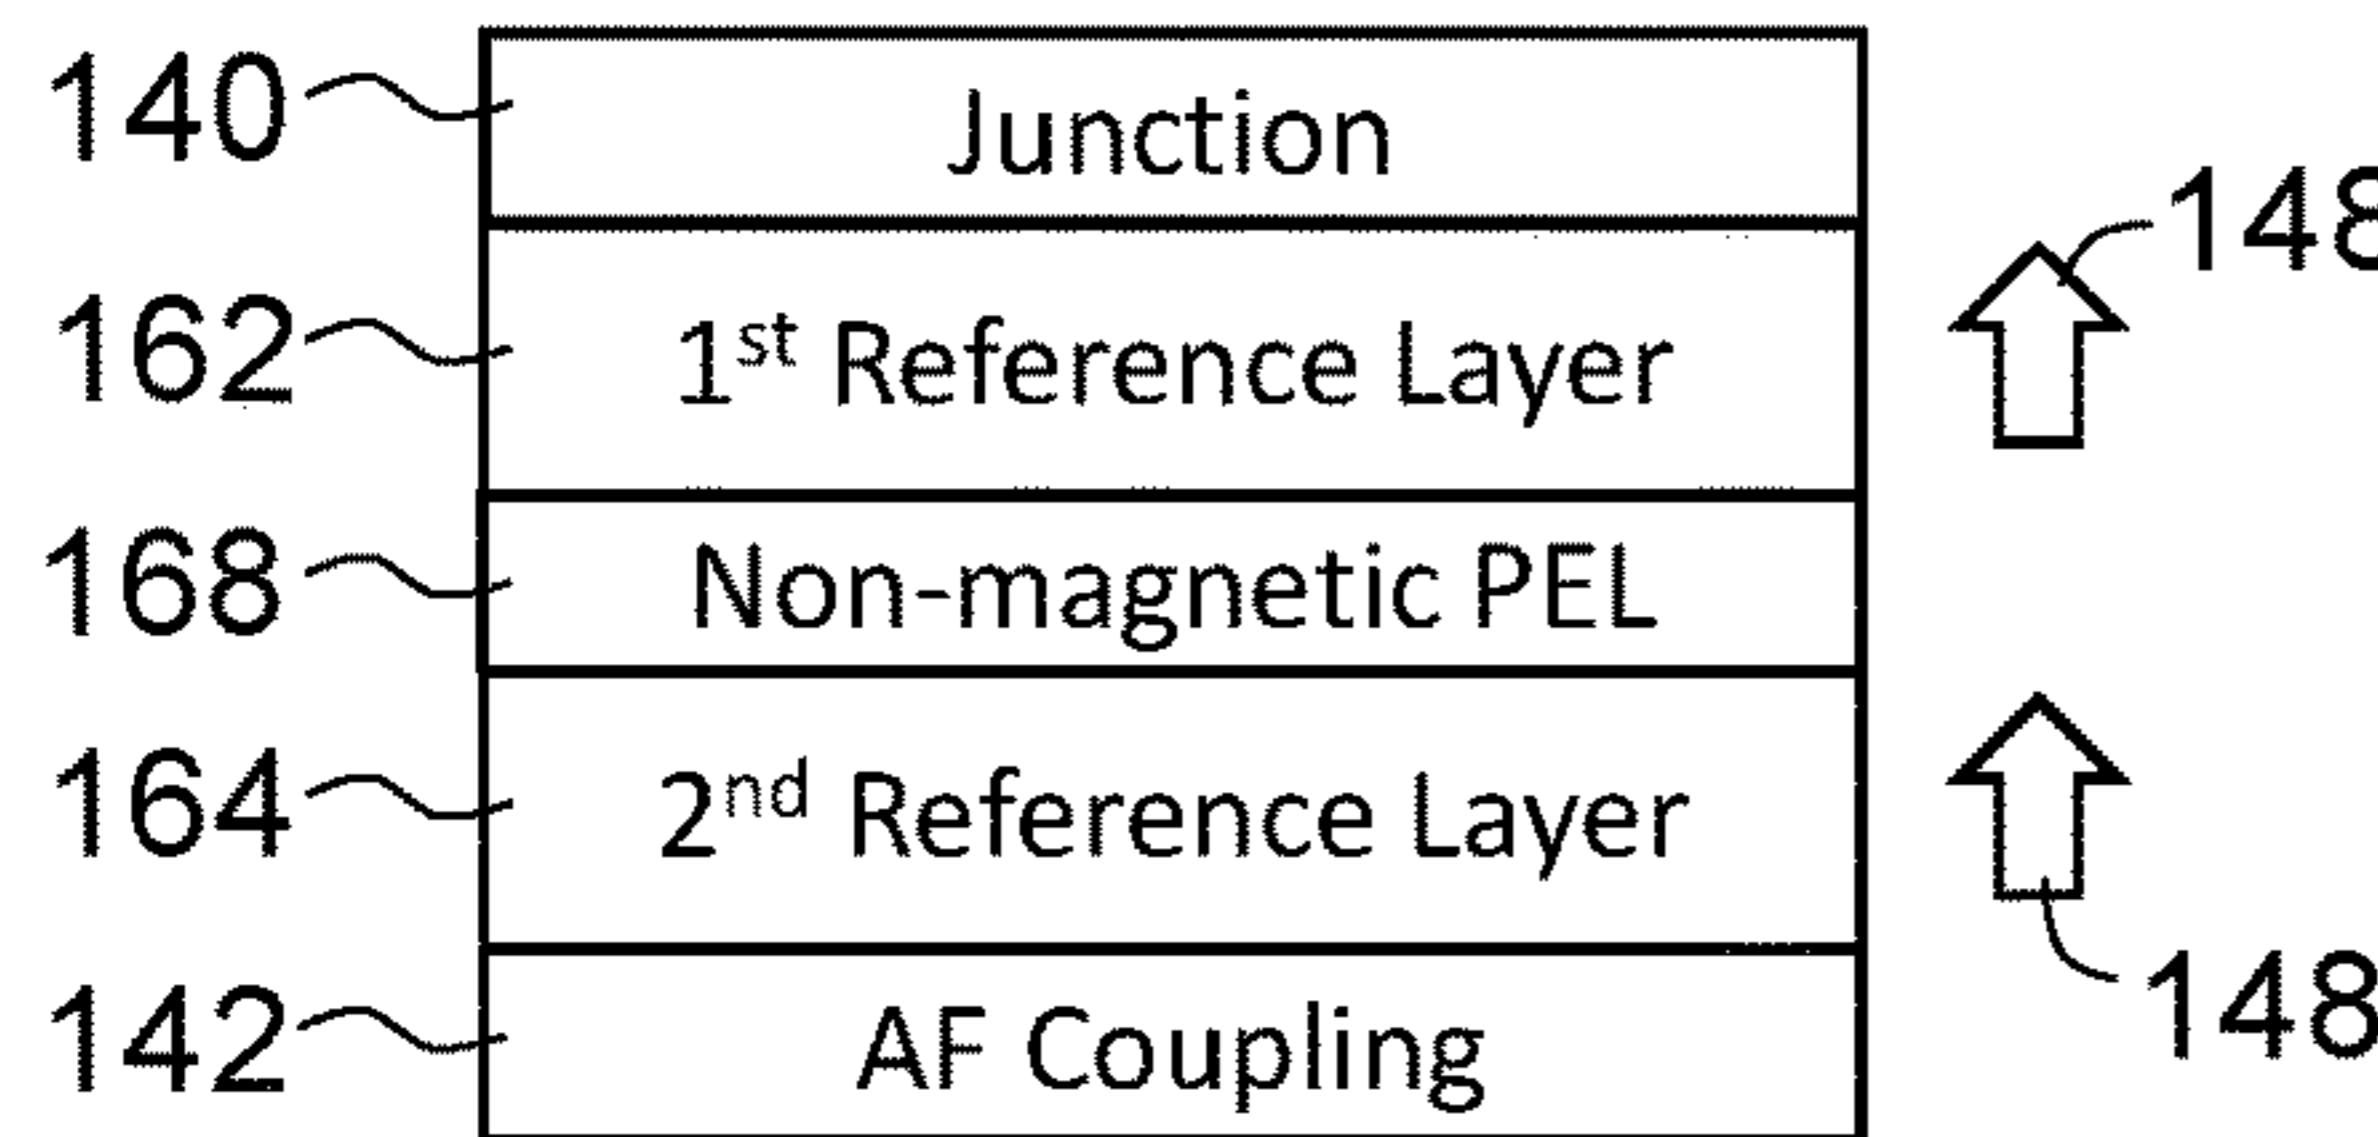 140 Junction
148
162 1st Reference Layer
168 Non-magnetic PEL
164 2nd Reference Layer
148
142 AF Coupling